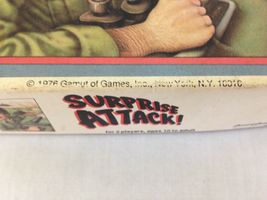 © 1976 Gamut of Games, Inc., New York, N.Y. 10016
SURPRISE
ATTACK!
for 2 players, ages 10 to adult